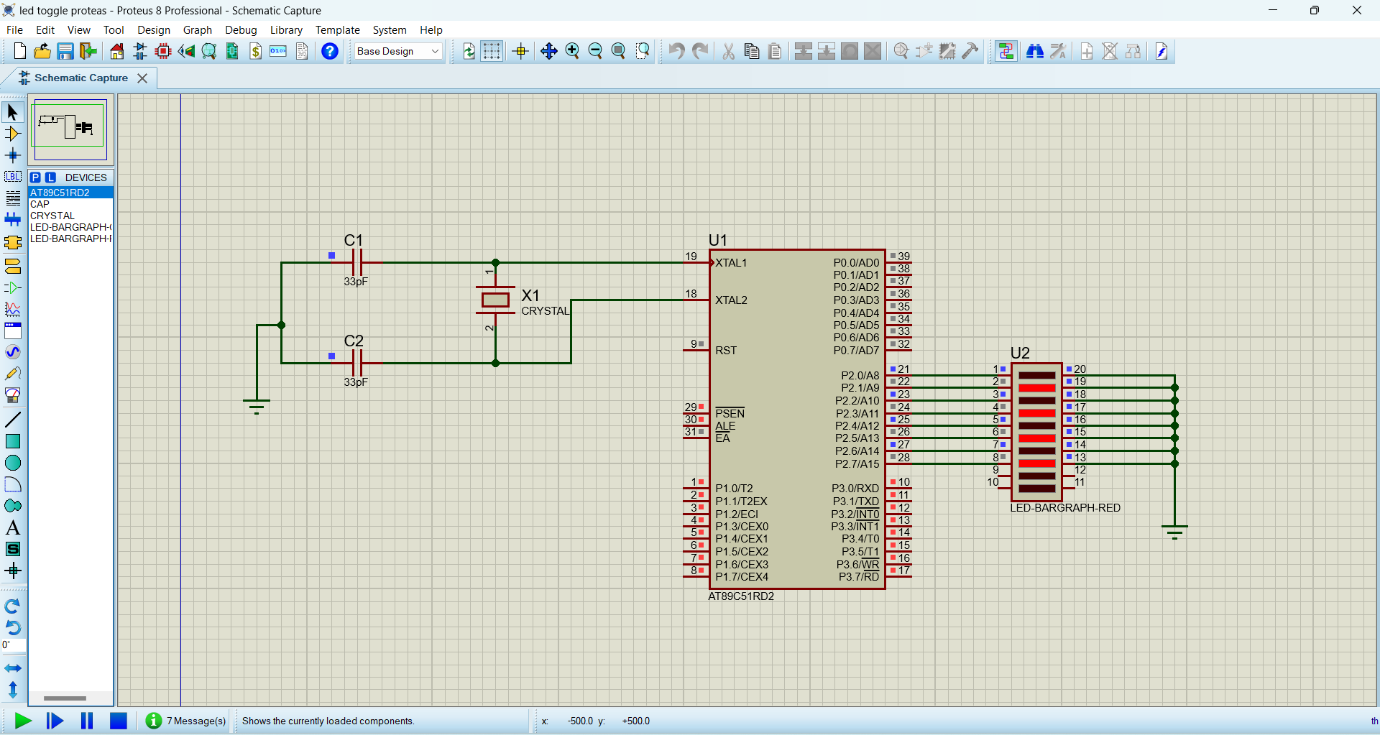 led toggle proteas - Proteus 8 Professional - Schematic Capture
File Edit View Tool Design Graph Debug Library Template System Help
Base Design
Schematic Capture
P L DEVICES
AT89C51RD2
CAP
CRYSTAL
LED-BARGRAPH-
LED-BARGRAPH-
LBL
A
S
0°
C1
33pF
C2
33pF
X1
CRYSTAL
1
2
U1
19 XTAL1
18 XTAL2
9 RST
29 PSEN
30 ALE
31 EA
1 P1.0/T2
2 P1.1/T2EX
3 P1.2/ECI
4 P1.3/CEX0
5 P1.4/CEX1
6 P1.5/CEX2
7 P1.6/CEX3
8 P1.7/CEX4
P0.0/AD0 39
P0.1/AD1 38
P0.2/AD2 37
P0.3/AD3 36
P0.4/AD4 35
P0.5/AD5 34
P0.6/AD6 33
P0.7/AD7 32
P2.0/A8 21
P2.1/A9 22
P2.2/A10 23
P2.3/A11 24
P2.4/A12 25
P2.5/A13 26
P2.6/A14 27
P2.7/A15 28
P3.0/RXD 10
P3.1/TXD 11
P3.2/INT0 12
P3.3/INT1 13
P3.4/T0 14
P3.5/T1 15
P3.6/WR 16
P3.7/RD 17
AT89C51RD2
U2
1 20
2 19
3 18
4 17
5 16
6 15
7 14
8 13
9 12
10 11
LED-BARGRAPH-RED
7 Message(s) Shows the currently loaded components. x: -500.0 y: +500.0 th